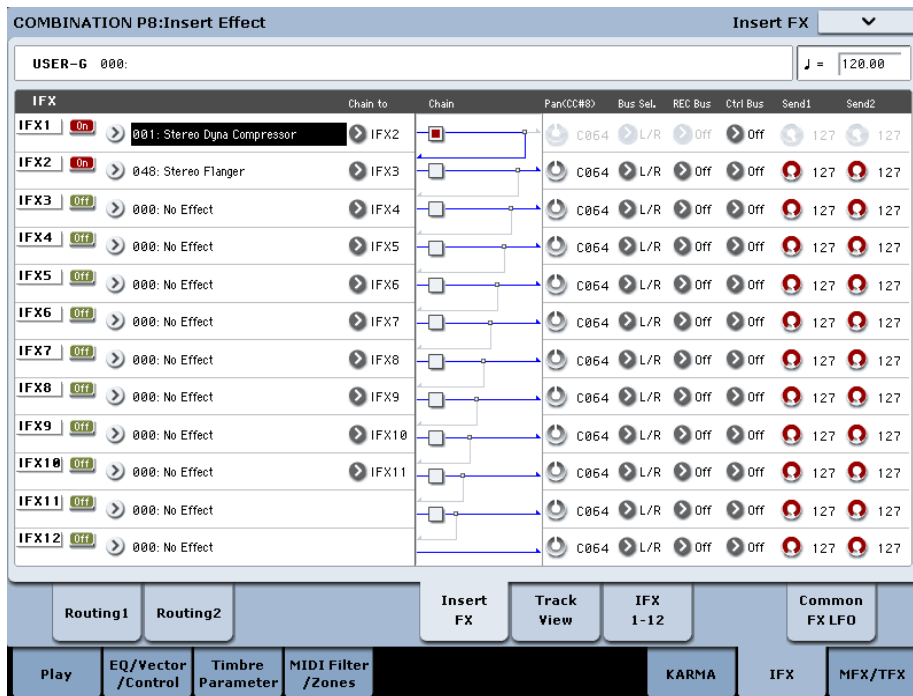 COMBINATION P8:Insert Effect Insert FX
USER-G 000: ♩ = 120.00
IFX Chain to Chain Pan(CC#8) Bus Sel. REC Bus Ctrl Bus Send1 Send2
IFX1 On 001: Stereo Dyna Compressor IFX2 C064 L/R Off Off 127 127
IFX2 On 048: Stereo Flanger IFX3 C064 L/R Off Off 127 127
IFX3 Off 000: No Effect IFX4 C064 L/R Off Off 127 127
IFX4 Off 000: No Effect IFX5 C064 L/R Off Off 127 127
IFX5 Off 000: No Effect IFX6 C064 L/R Off Off 127 127
IFX6 Off 000: No Effect IFX7 C064 L/R Off Off 127 127
IFX7 Off 000: No Effect IFX8 C064 L/R Off Off 127 127
IFX8 Off 000: No Effect IFX9 C064 L/R Off Off 127 127
IFX9 Off 000: No Effect IFX10 C064 L/R Off Off 127 127
IFX10 Off 000: No Effect IFX11 C064 L/R Off Off 127 127
IFX11 Off 000: No Effect C064 L/R Off Off 127 127
IFX12 Off 000: No Effect C064 L/R Off Off 127 127
Routing1 Routing2 Insert FX Track View IFX 1-12 Common FX LFO
Play EQ/Vector /Control Timbre Parameter MIDI Filter /Zones KARMA IFX MFX/TFX